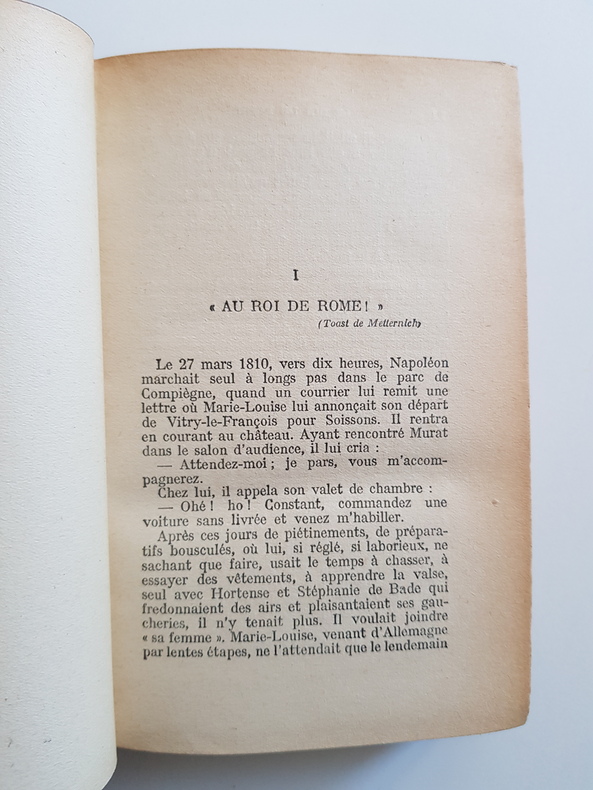 I
« AU ROI DE ROME! »
(Toast de Metternich)
Le 27 mars 1810, vers dix heures, Napoléon
marchait seul à longs pas dans le parc de
Compiègne, quand un courrier lui remit une
lettre où Marie-Louise lui annonçait son départ
de Vitry-le-François pour Soissons. Il rentra
en courant au château. Ayant rencontré Murat
dans le salon d'audience, il lui cria :
— Attendez-moi ; je pars, vous m'accom-
pagnerez.
Chez lui, il appela son valet de chambre :
— Ohé ! ho ! Constant, commandez une
voiture sans livrée et venez m'habiller.
Après ces jours de piétinements, de prépara-
tifs bousculés, où lui, si réglé, si laborieux, ne
sachant que faire, usait le temps à chasser, à
essayer des vêtements, à apprendre la valse,
seul avec Hortense et Stéphanie de Bade qui
fredonnaient des airs et plaisantaient ses gau-
cheries, il n'y tenait plus. Il voulait joindre
« sa femme ». Marie-Louise, venant d'Allemagne
par lentes étapes, ne l'attendait que le lendemain